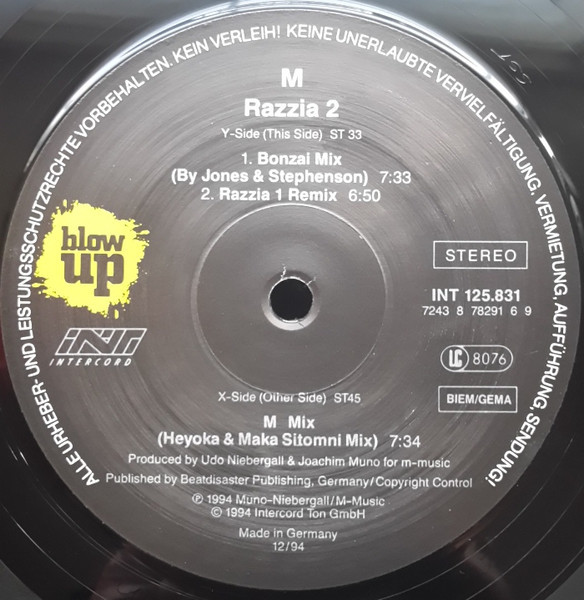 ALLE URHEBER- UND LEISTUNGSSCHUTZRECHTE VORBEHALTEN. KEIN VERLEIH! KEINE UNERLAUBTE VERVIELFÄLTIGUNG, VERMIETUNG, AUFFÜHRUNG, SENDUNG!
M
Razzia 2
Y-Side (This Side) ST 33
1. Bonzai Mix
(By Jones & Stephenson) 7:33
2. Razzia 1 Remix 6:50
blow
up
STEREO
INT 125.831
7243 8 78291 6 9
INT
INTERCORD
LC 8076
BIEM/GEMA
X-Side (Other Side) ST45
M Mix
(Heyoka & Maka Sitomni Mix) 7:34
Produced by Udo Niebergall & Joachim Muno for m-music
Published by Beatdisaster Publishing, Germany/Copyright Control
℗ 1994 Muno-Niebergall/M-Music
© 1994 Intercord Ton GmbH
Made in Germany
12/94